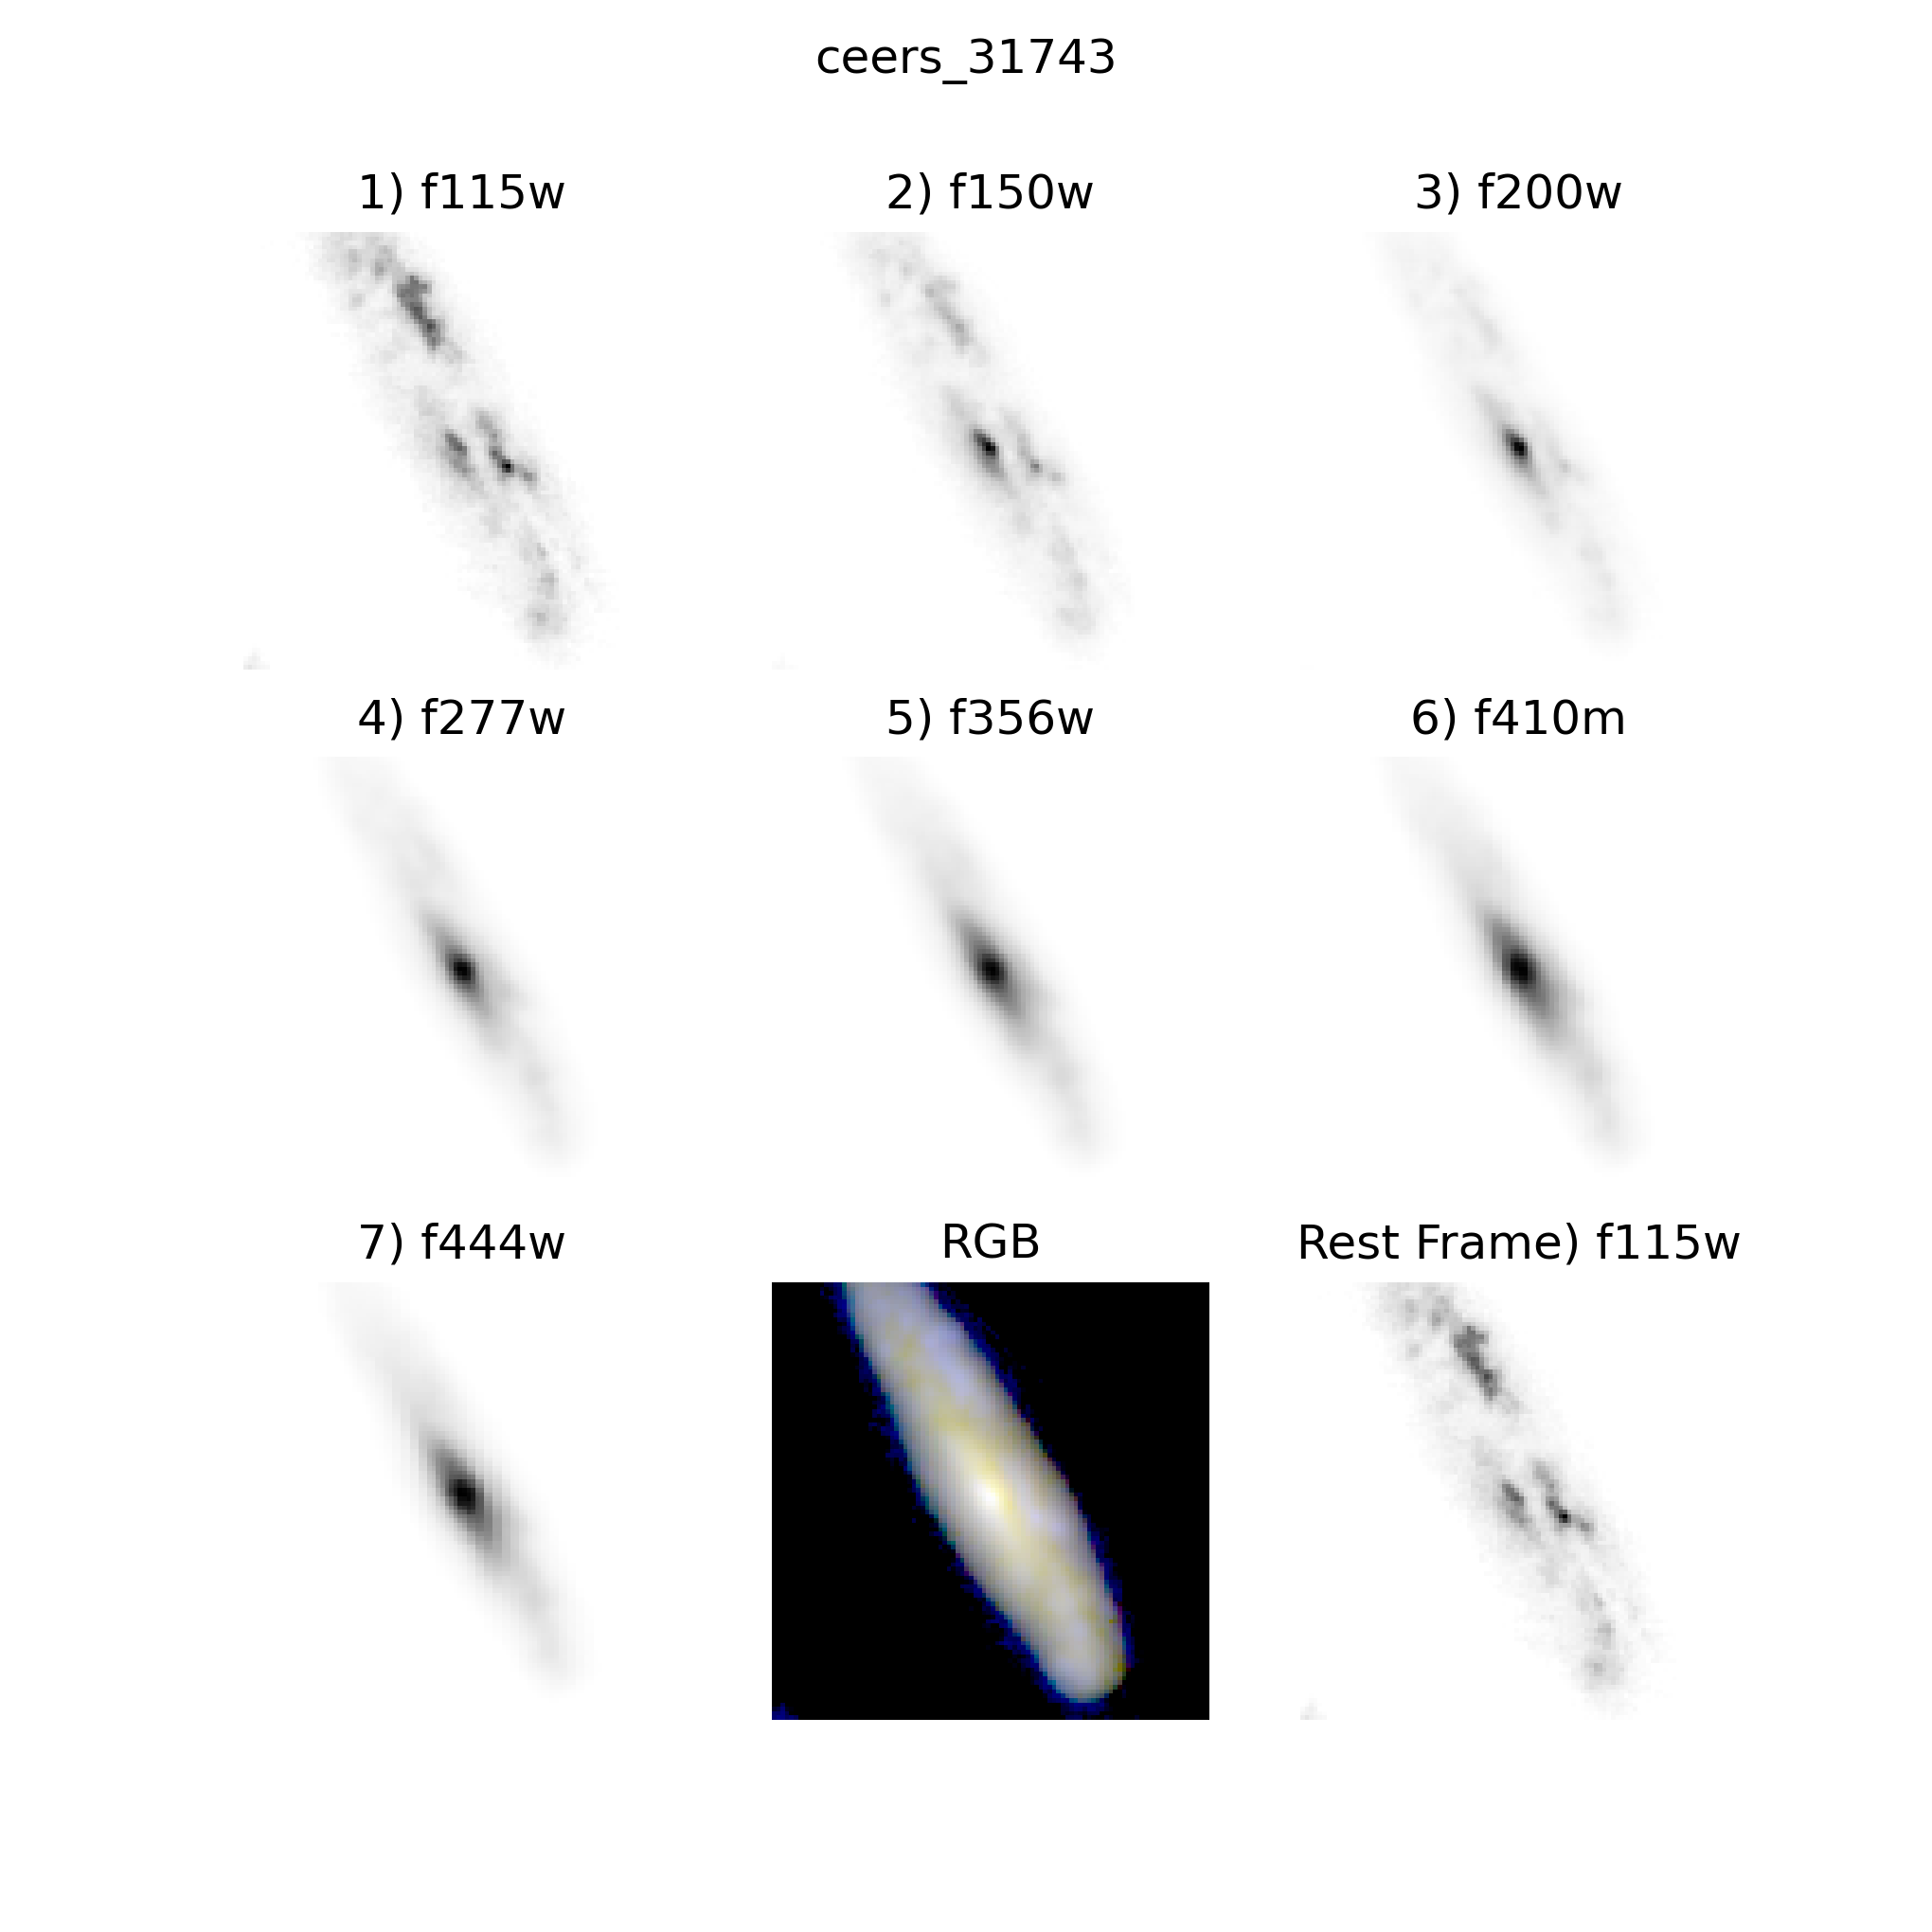 ceers_31743
1) f115w
2) f150w
3) f200w
4) f277w
5) f356w
6) f410m
7) f444w
RGB
Rest Frame) f115w